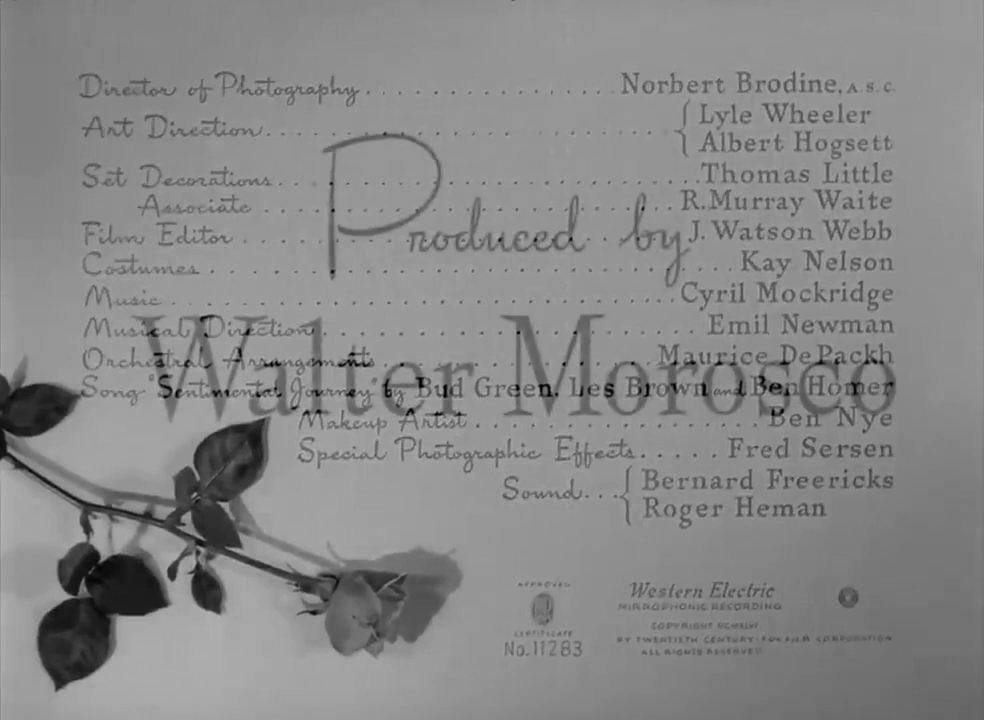 Director of Photography................Norbert Brodine, A.S.C.
Art Direction......................{ Lyle Wheeler
Albert Hogsett
Set Decorations......................Thomas Little
Associate......................R. Murray Waite
Film Editor......................J. Watson Webb
Costumes......................Kay Nelson
Music......................Cyril Mockridge
Musical Direction......................Emil Newman
Orchestral Arrangements......................Maurice De Packh
Song "Sentimental Journey" by Bud Green, Les Brown and Ben Homer
Makeup Artist..................Ben Nye
Special Photographic Effects.....Fred Sersen
Sound...{ Bernard Freericks
Roger Heman
Produced by
Walter Morosco
APPROVED
CERTIFICATE
No. 11283
Western Electric
MIRROPHONIC RECORDING
COPYRIGHT MCMXLVI
BY TWENTIETH CENTURY-FOX FILM CORPORATION
ALL RIGHTS RESERVED